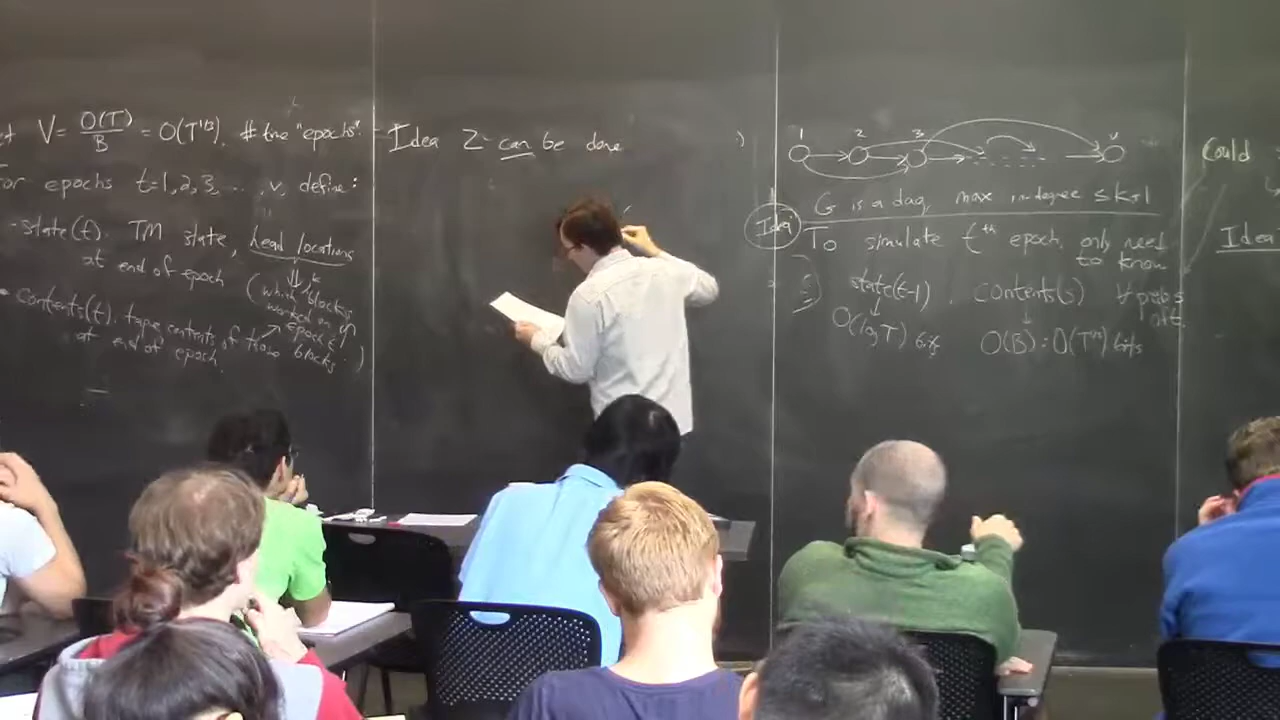 V = O(T)/B = O(T^{1/3}), # time "epochs".
For epochs t=1,2,3, ..., v, define:
- state(t). TM state, head locations
at end of epoch
(which blocks
worked on in
epoch t
• contents(t). tape contents of those blocks.)
at end of epoch
Idea 2 can be done
1 2 3 v
G is a dag, max indegree ≤ k+1
Idea To simulate t^{th} epoch, only need
to know
state(t-1), contents(s) ∀ preds
of t.
O(log T) bits O(B) = O(T^{2/3}) bits
Could
Idea